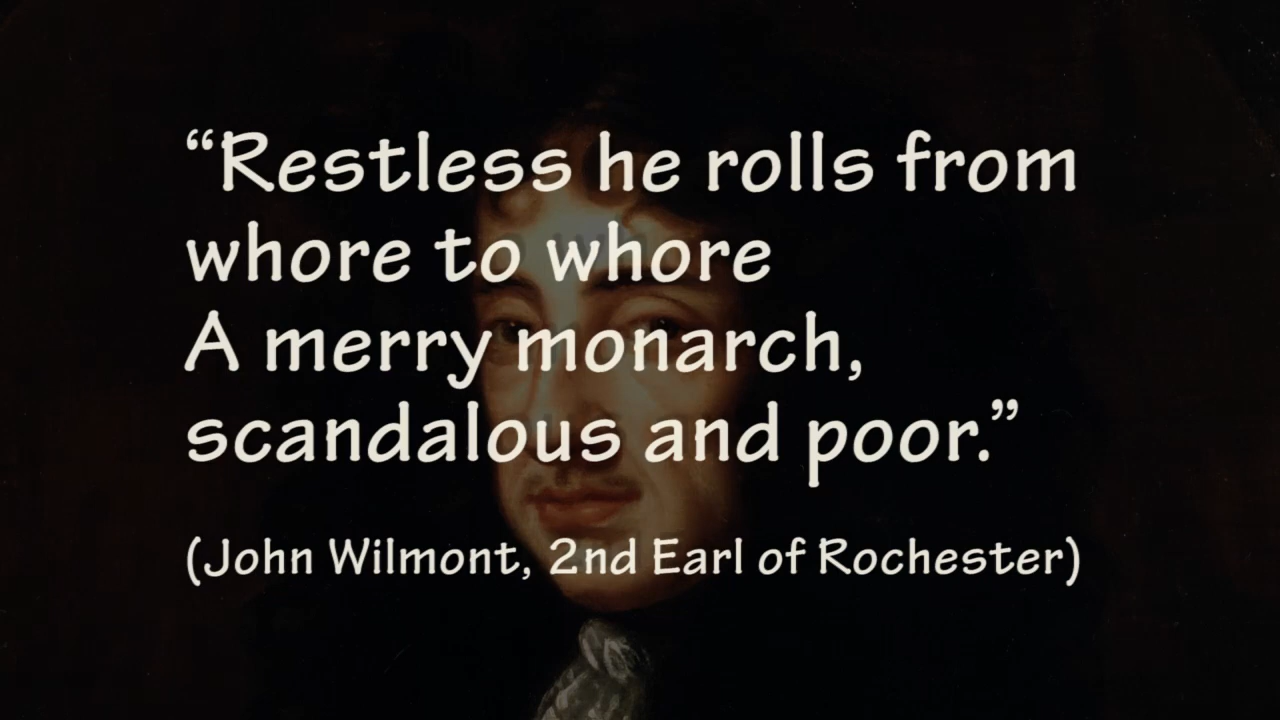 “Restless he rolls from
whore to whore
A merry monarch,
scandalous and poor.”
(John Wilmont, 2nd Earl of Rochester)